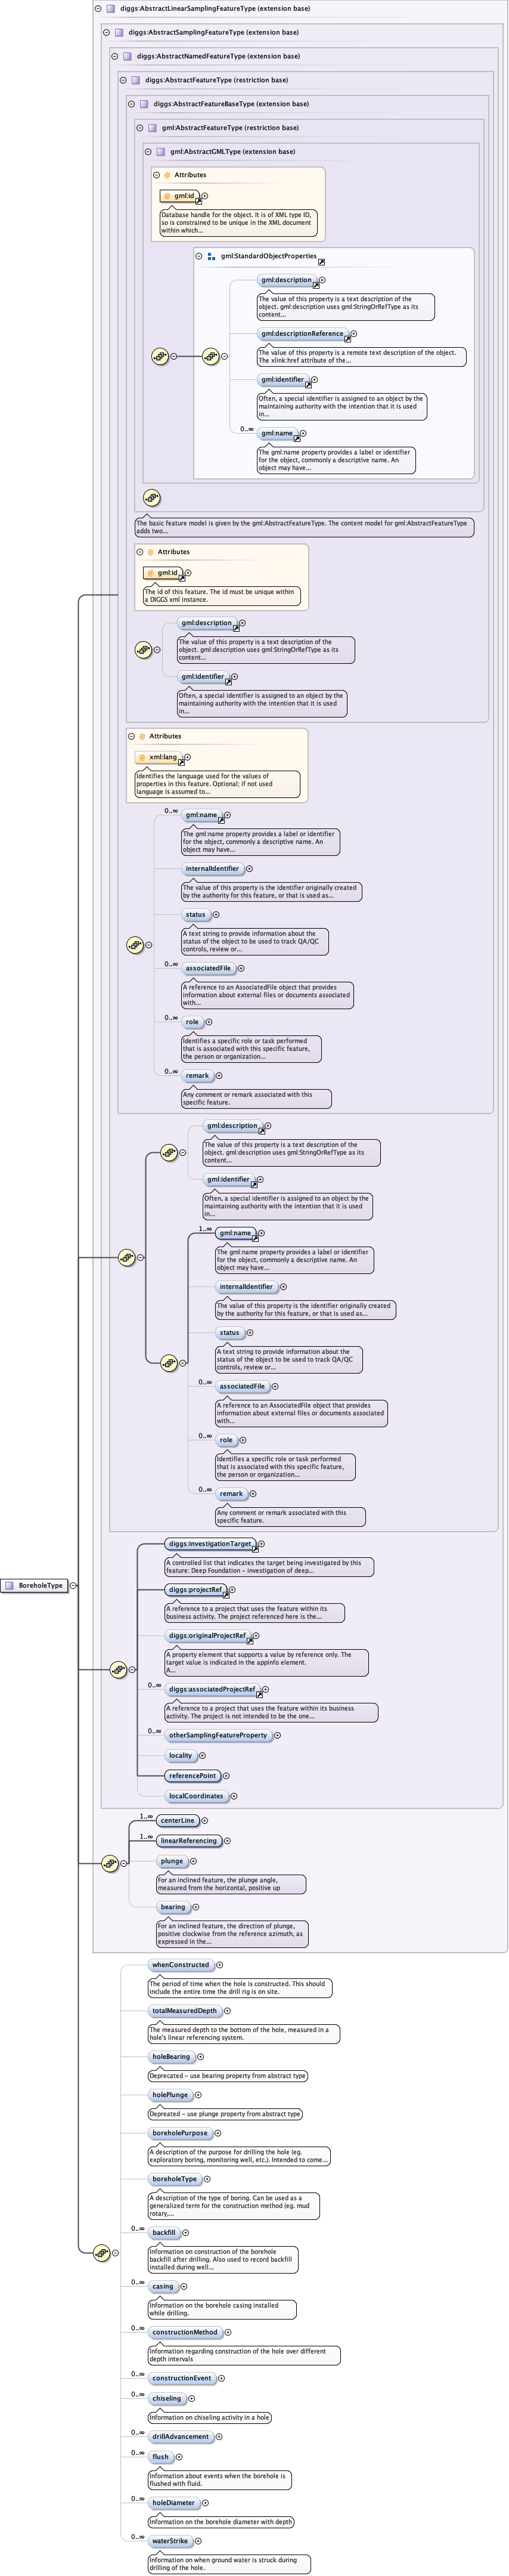 diggs:AbstractLinearSamplingFeatureType (extension base)
diggs:AbstractSamplingFeatureType (extension base)
diggs:AbstractNamedFeatureType (extension base)
diggs:AbstractFeatureType (restriction base)
diggs:AbstractFeatureBaseType (extension base)
gml:AbstractFeatureType (restriction base)
gml:AbstractGMLType (extension base)
@ Attributes
@ gml:id
Database handle for the object. It is of XML type ID,
so is constrained to be unique in the XML document
within which...
gml:StandardObjectProperties
gml:description
The value of this property is a text description of the
object. gml:description uses gml:StringOrRefType as its
content...
gml:descriptionReference
The value of this property is a remote text description of the object.
The xlink:href attribute of the...
gml:identifier
Often, a special identifier is assigned to an object by the
maintaining authority with the intention that it is used
in...
0..∞
gml:name
The gml:name property provides a label or identifier
for the object, commonly a descriptive name. An
object may have...
The basic feature model is given by the gml:AbstractFeatureType. The content model for gml:AbstractFeatureType
adds two...
@ Attributes
@ gml:id
The id of this feature. The id must be unique within
a DIGGS xml instance.
gml:description
The value of this property is a text description of the
object. gml:description uses gml:StringOrRefType as its
content...
gml:identifier
Often, a special identifier is assigned to an object by the
maintaining authority with the intention that it is used
in...
@ Attributes
@ xml:lang
Identifies the language used for the values of
properties in this feature. Optional; if not used
language is assumed to...
0..∞
gml:name
The gml:name property provides a label or identifier
for the object, commonly a descriptive name. An
object may have...
internalIdentifier
The value of this property is the identifier originally created
by the authority for this feature, or that is used as...
status
A text string to provide information about the
status of the object to be used to track QA/QC
controls, review or...
0..∞
associatedFile
A reference to an AssociatedFile object that provides
information about external files or documents associated
with...
0..∞
role
Identifies a specific role or task performed
that is associated with this specific feature,
the person or organization...
0..∞
remark
Any comment or remark associated with this
specific feature.
gml:description
The value of this property is a text description of the
object. gml:description uses gml:StringOrRefType as its
content...
gml:identifier
Often, a special identifier is assigned to an object by the
maintaining authority with the intention that it is used
in...
1..∞
gml:name
The gml:name property provides a label or identifier
for the object, commonly a descriptive name. An
object may have...
internalIdentifier
The value of this property is the identifier originally created
by the authority for this feature, or that is used as...
status
A text string to provide information about the
status of the object to be used to track QA/QC
controls, review or...
0..∞
associatedFile
A reference to an AssociatedFile object that provides
information about external files or documents associated
with...
0..∞
role
Identifies a specific role or task performed
that is associated with this specific feature,
the person or organization...
0..∞
remark
Any comment or remark associated with this
specific feature.
BoreholeType
diggs:investigationTarget
A controlled list that indicates the target being investigated by this
feature: Deep Foundation - investigation of deep...
diggs:projectRef
A reference to a project that uses the feature within its
business activity. The project referenced here is the...
diggs:originalProjectRef
A property element that supports a value by reference only. The
target value is indicated in the appinfo element.
A...
0..∞
diggs:associatedProjectRef
A reference to a project that uses the feature within its business
activity. The project is not intended to be the one...
0..∞
otherSamplingFeatureProperty
locality
referencePoint
localCoordinates
1..∞
centerLine
1..∞
linearReferencing
plunge
For an inclined feature, the plunge angle,
measured from the horizontal, positive up
bearing
For an inclined feature, the direction of plunge,
positive clockwise from the reference azimuth, as
expressed in the...
whenConstructed
The period of time when the hole is constructed. This should
include the entire time the drill rig is on site.
totalMeasuredDepth
The measured depth to the bottom of the hole, measured in a
hole's linear referencing system.
holeBearing
Deprecated - use bearing property from abstract type
holePlunge
Depreated - use plunge property from abstract type
boreholePurpose
A description of the purpose for drilling the hole (eg.
exploratory boring, monitoring well, etc.). Intended to come...
boreholeType
A description of the type of boring. Can be used as a
generalized term for the construction method (eg. mud
rotary,...
0..∞
backfill
Information on construction of the borehole
backfill after drilling. Also used to record backfill
installed during well...
0..∞
casing
Information on the borehole casing installed
while drilling.
0..∞
constructionMethod
Information regarding construction of the hole over different
depth intervals
0..∞
constructionEvent
0..∞
chiseling
Information on chiseling activity in a hole
0..∞
drillAdvancement
0..∞
flush
Information about events when the borehole is
flushed with fluid.
0..∞
holeDiameter
Information on the borehole diameter with depth
0..∞
waterStrike
Information on when ground water is struck during
drilling of the hole.